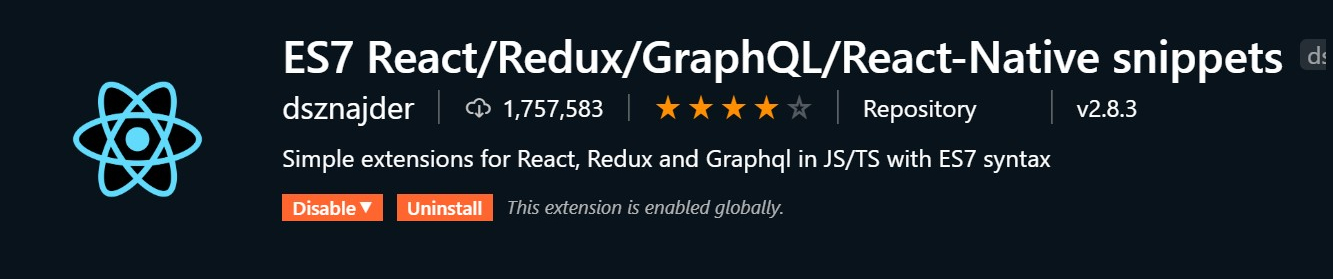 ES7 React/Redux/GraphQL/React-Native snippets
dsznajder 1,757,583 Repository v2.8.3
Simple extensions for React, Redux and Graphql in JS/TS with ES7 syntax
Disable Uninstall This extension is enabled globally.